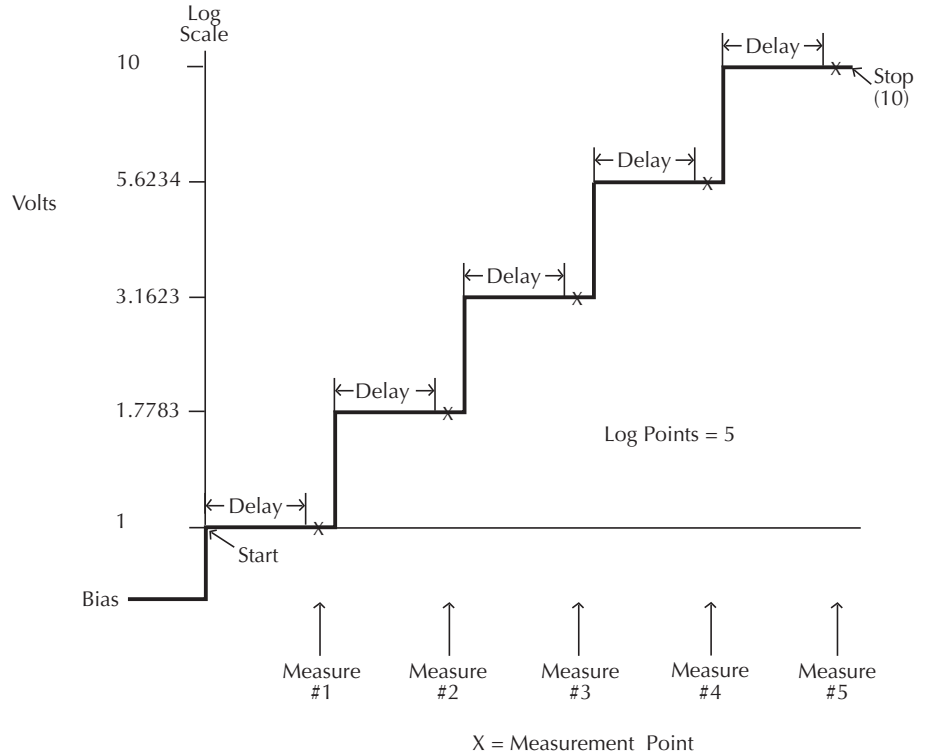 Log
Scale
10
Delay
X
Stop
(10)
Delay
5.6234
X
Volts
Delay
3.1623
X
Delay
1.7783
X
Log Points = 5
Delay
1
X
Start
Bias
Measure
#1
Measure
#2
Measure
#3
Measure
#4
Measure
#5
X = Measurement Point